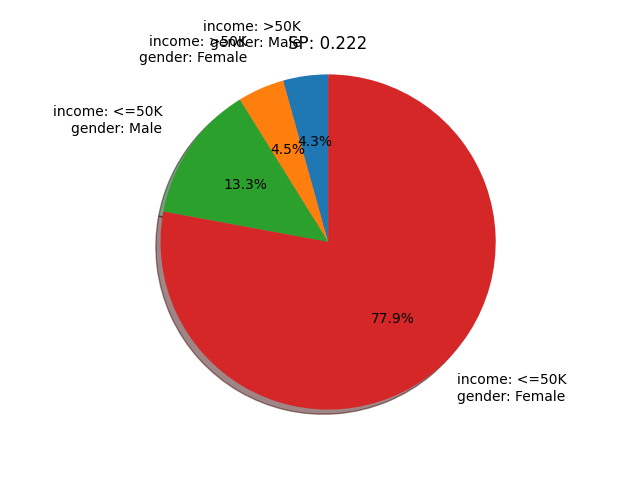 income: >50K
gender: Male
SP: 0.222
income: >50K
gender: Female
income: <=50K
gender: Male
4.3%
4.5%
13.3%
77.9%
income: <=50K
gender: Female